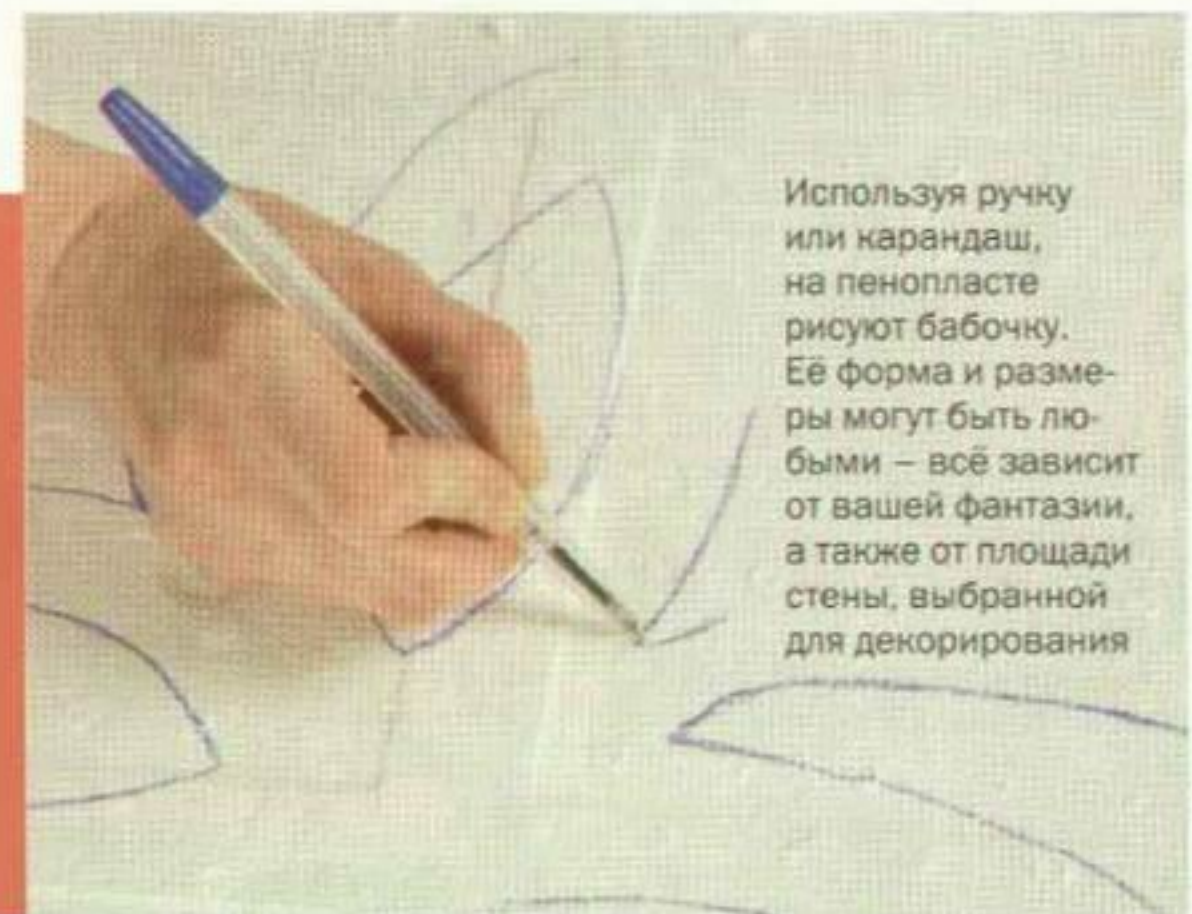 Используя ручку
или карандаш,
на пенопласте
рисуют бабочку.
Её форма и разме-
ры могут быть лю-
быми – всё зависит
от вашей фантазии,
а также от площади
стены, выбранной
для декорирования